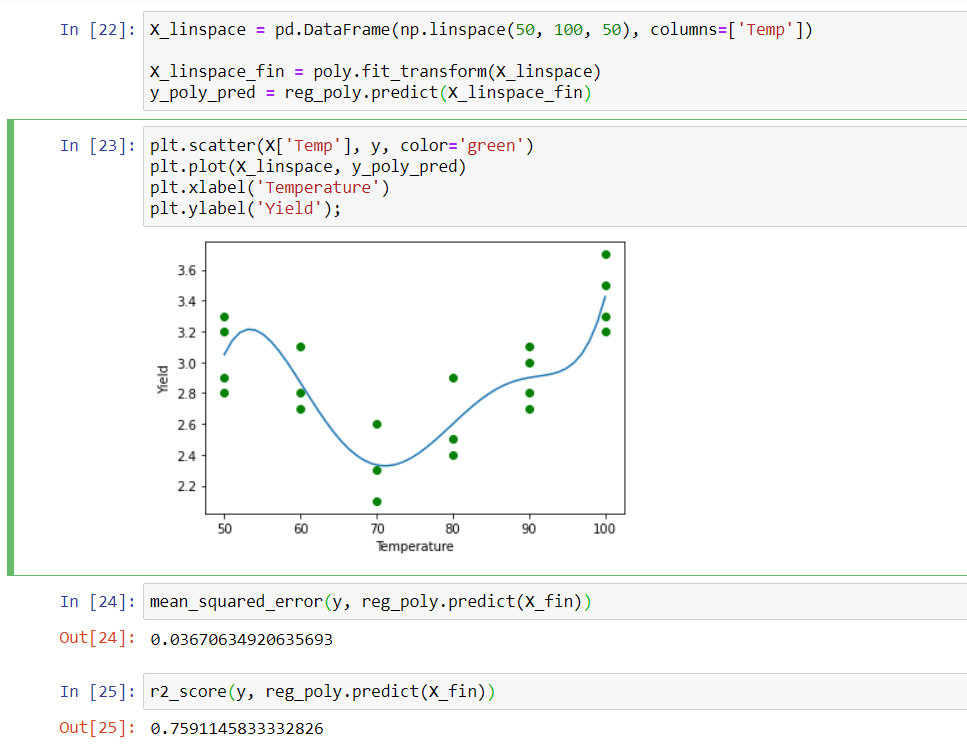 In [22]: X_linspace = pd.DataFrame(np.linspace(50, 100, 50), columns=['Temp'])
X_linspace_fin = poly.fit_transform(X_linspace)
y_poly_pred = reg_poly.predict(X_linspace_fin)
In [23]: plt.scatter(X['Temp'], y, color='green')
plt.plot(X_linspace, y_poly_pred)
plt.xlabel('Temperature')
plt.ylabel('Yield');
3.6
3.4
3.2
3.0
2.8
2.6
2.4
2.2
Yield
50 60 70 80 90 100
Temperature
In [24]: mean_squared_error(y, reg_poly.predict(X_fin))
Out[24]: 0.03670634920635693
In [25]: r2_score(y, reg_poly.predict(X_fin))
Out[25]: 0.7591145833332826